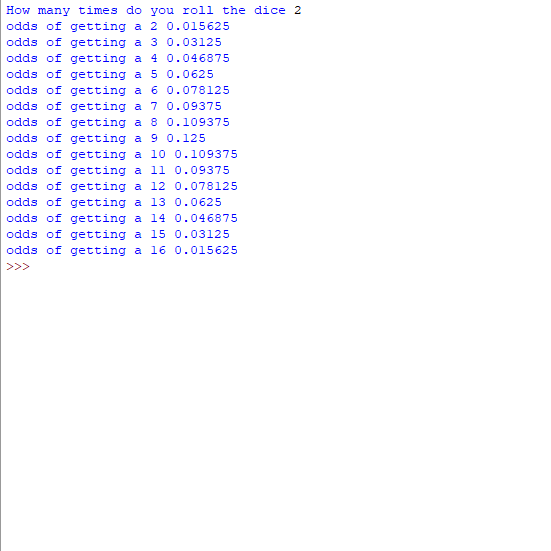 How many times do you roll the dice 2
odds of getting a 2 0.015625
odds of getting a 3 0.03125
odds of getting a 4 0.046875
odds of getting a 5 0.0625
odds of getting a 6 0.078125
odds of getting a 7 0.09375
odds of getting a 8 0.109375
odds of getting a 9 0.125
odds of getting a 10 0.109375
odds of getting a 11 0.09375
odds of getting a 12 0.078125
odds of getting a 13 0.0625
odds of getting a 14 0.046875
odds of getting a 15 0.03125
odds of getting a 16 0.015625
>>>